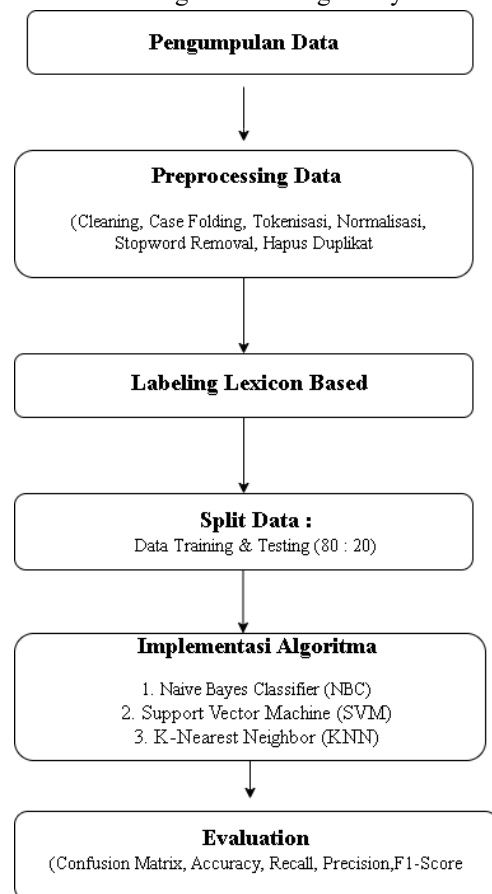 Pengumpulan Data
Preprocessing Data
(Cleaning, Case Folding, Tokenisasi, Normalisasi,
Stopword Removal, Hapus Duplikat
Labeling Lexicon Based
Split Data :
Data Training & Testing (80 : 20)
Implementasi Algoritma
1. Naive Bayes Classifier (NBC)
2. Support Vector Machine (SVM)
3. K-Nearest Neighbor (KNN)
Evaluation
(Confusion Matrix, Accuracy, Recall, Precision,F1-Score